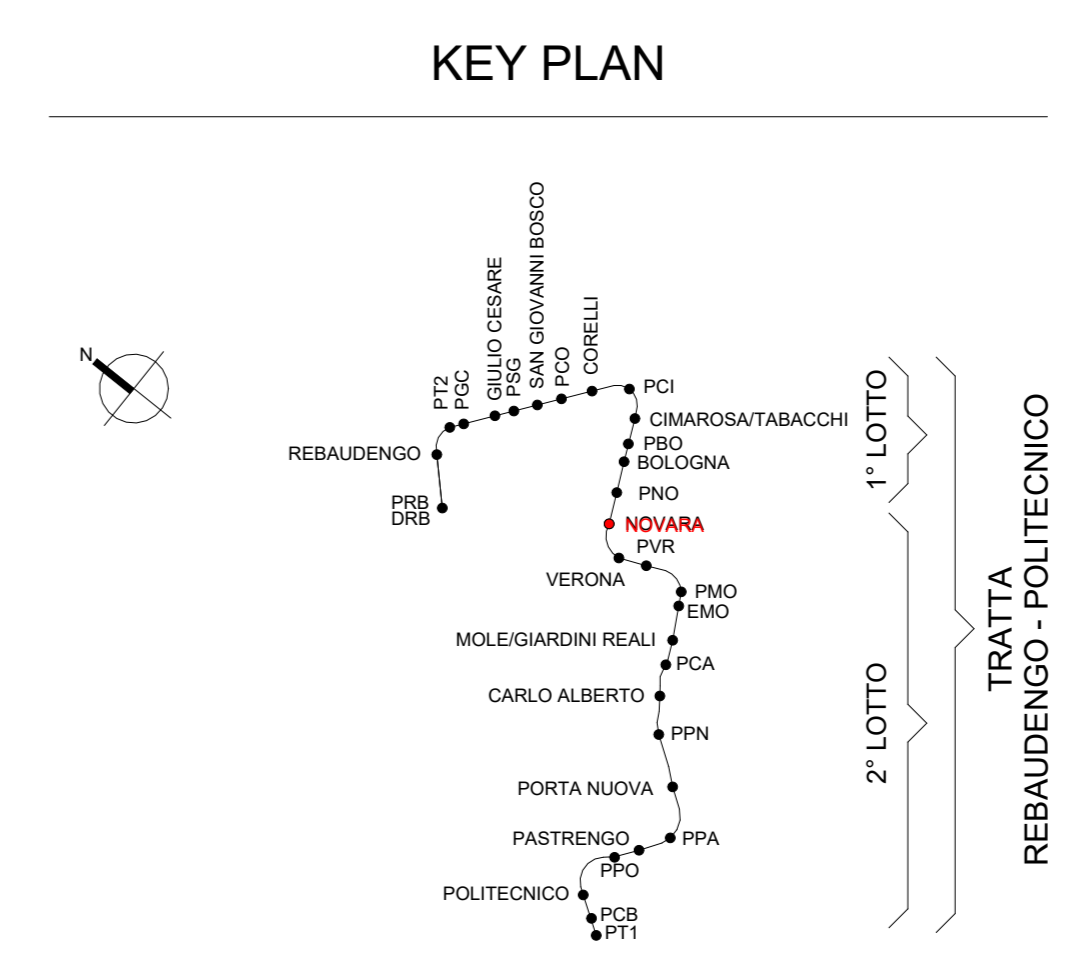 KEY PLAN
N
PT2
PGC
GIULIO CESARE
PSG
SAN GIOVANNI BOSCO
PCO
CORELLI
PCI
CIMAROSA/TABACCHI
REBAUDENGO
PBO
BOLOGNA
PRB
DRB
PNO
NOVARA
PVR
VERONA
PMO
EMO
MOLE/GIARDINI REALI
PCA
CARLO ALBERTO
PPN
PORTA NUOVA
PASTRENGO
PPA
PPO
POLITECNICO
PCB
PT1
1° LOTTO
2° LOTTO
TRATTA
REBAUDENGO - POLITECNICO